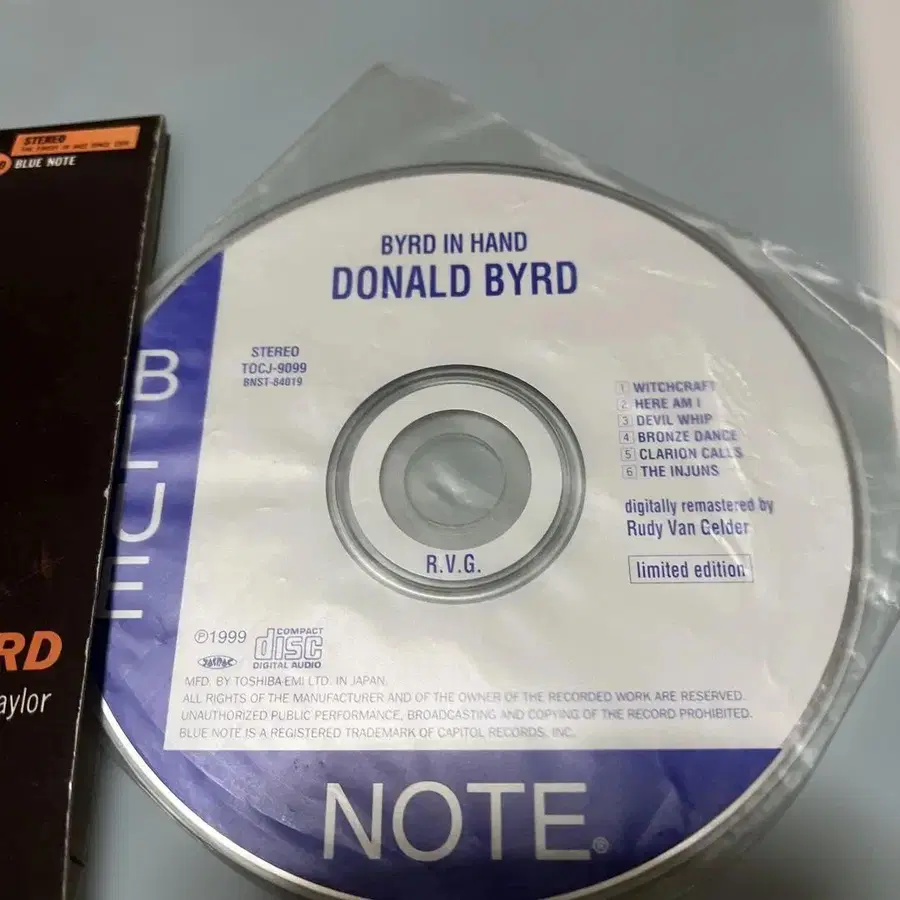 STEREO
BLUE NOTE
RD
aylor
BYRD IN HAND
DONALD BYRD
STEREO
TOCJ-9099
BNST-84019
1 WITCHCRAFT
2 HERE AM I
3 DEVIL WHIP
4 BRONZE DANCE
5 CLARION CALLS
6 THE INJUNS
digitally remastered by
Rudy Van Gelder
limited edition
R.V.G.
BLUE
℗1999
COMPACT
disc
DIGITAL AUDIO
MFD. BY TOSHIBA-EMI LTD. IN JAPAN.
ALL RIGHTS OF THE MANUFACTURER AND OF THE OWNER OF THE RECORDED WORK ARE RESERVED.
UNAUTHORIZED PUBLIC PERFORMANCE, BROADCASTING AND COPYING OF THE RECORD PROHIBITED.
BLUE NOTE IS A REGISTERED TRADEMARK OF CAPITOL RECORDS, INC.
NOTE®